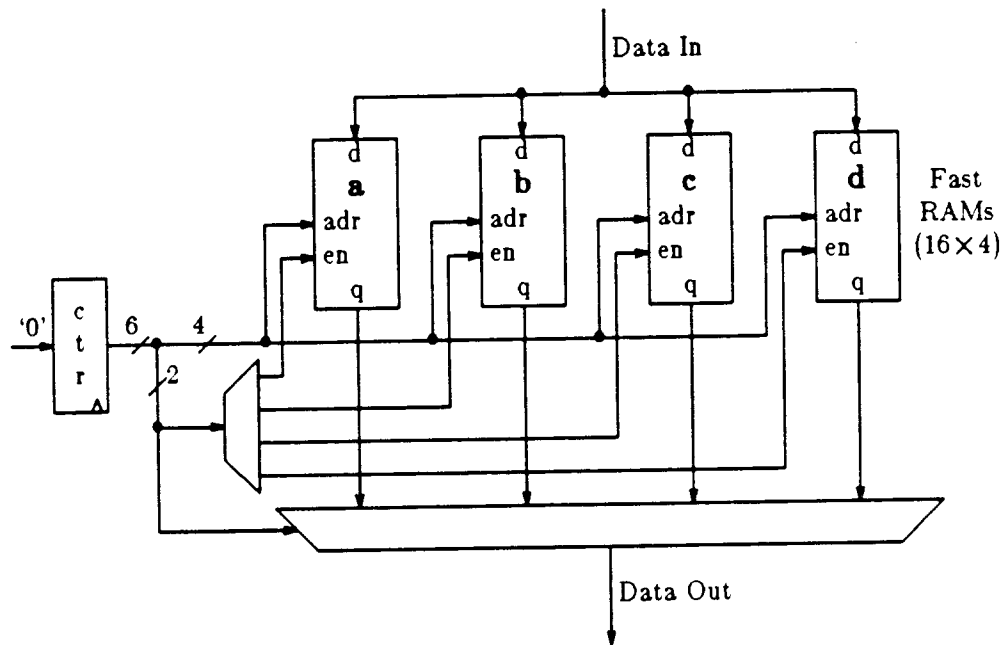 Data In
d
d
d
d
a
b
c
d
Fast
RAMs
(16×4)
adr
adr
adr
adr
en
en
en
en
q
q
q
q
'0'
c
t
r
6
4
2
Data Out